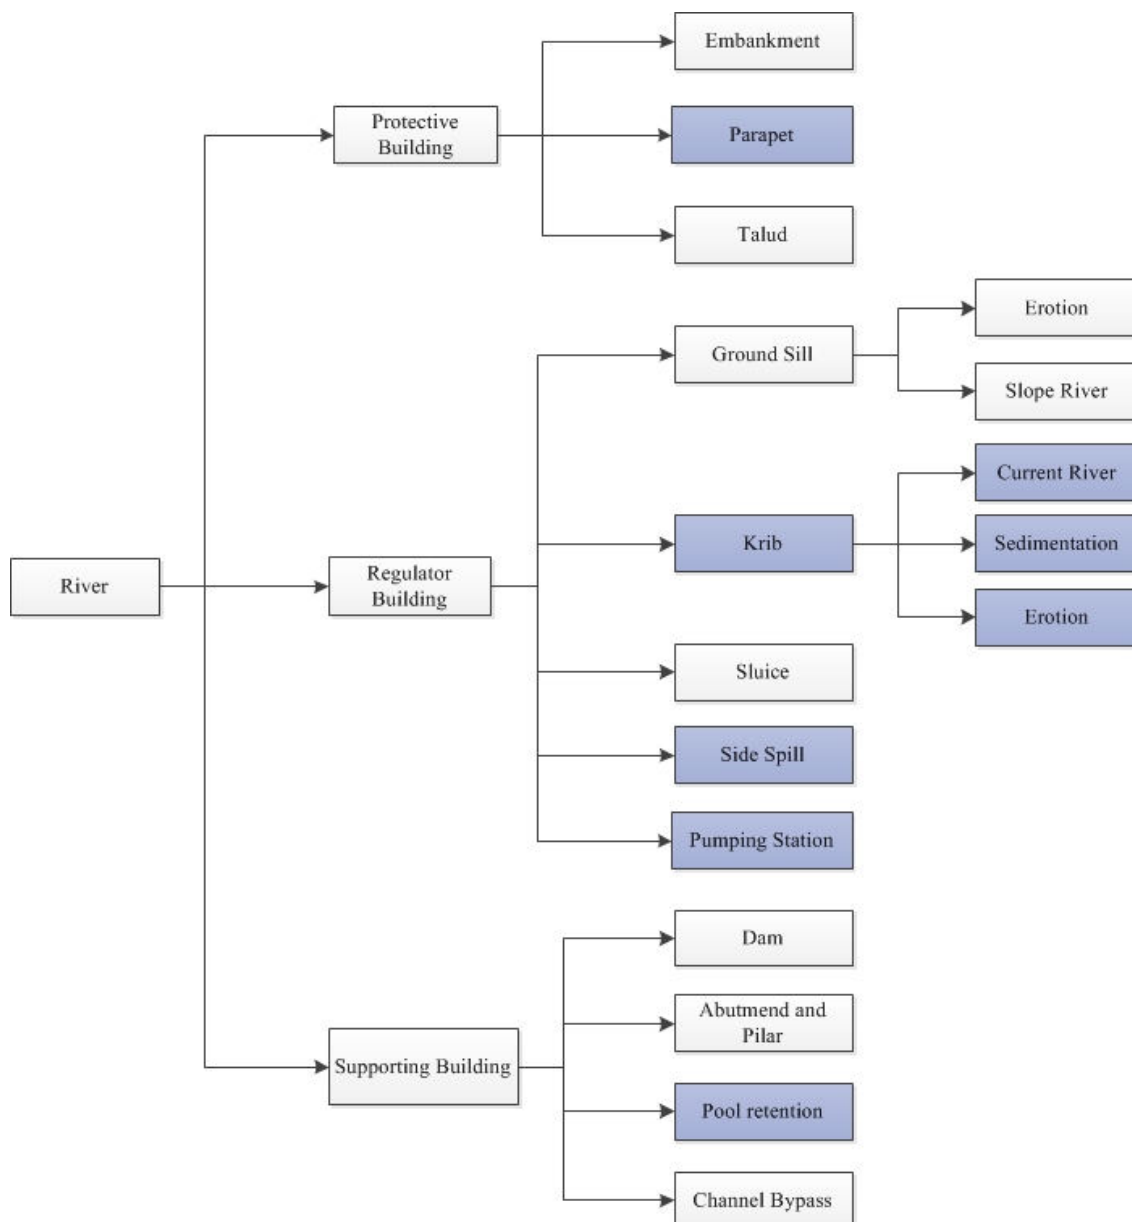 Embankment
Protective
Building
Parapet
Talud
Erotion
Ground Sill
Slope River
Current River
Krib
Sedimentation
River
Regulator
Building
Erotion
Sluice
Side Spill
Pumping Station
Dam
Abutmend and
Pilar
Supporting Building
Pool retention
Channel Bypass